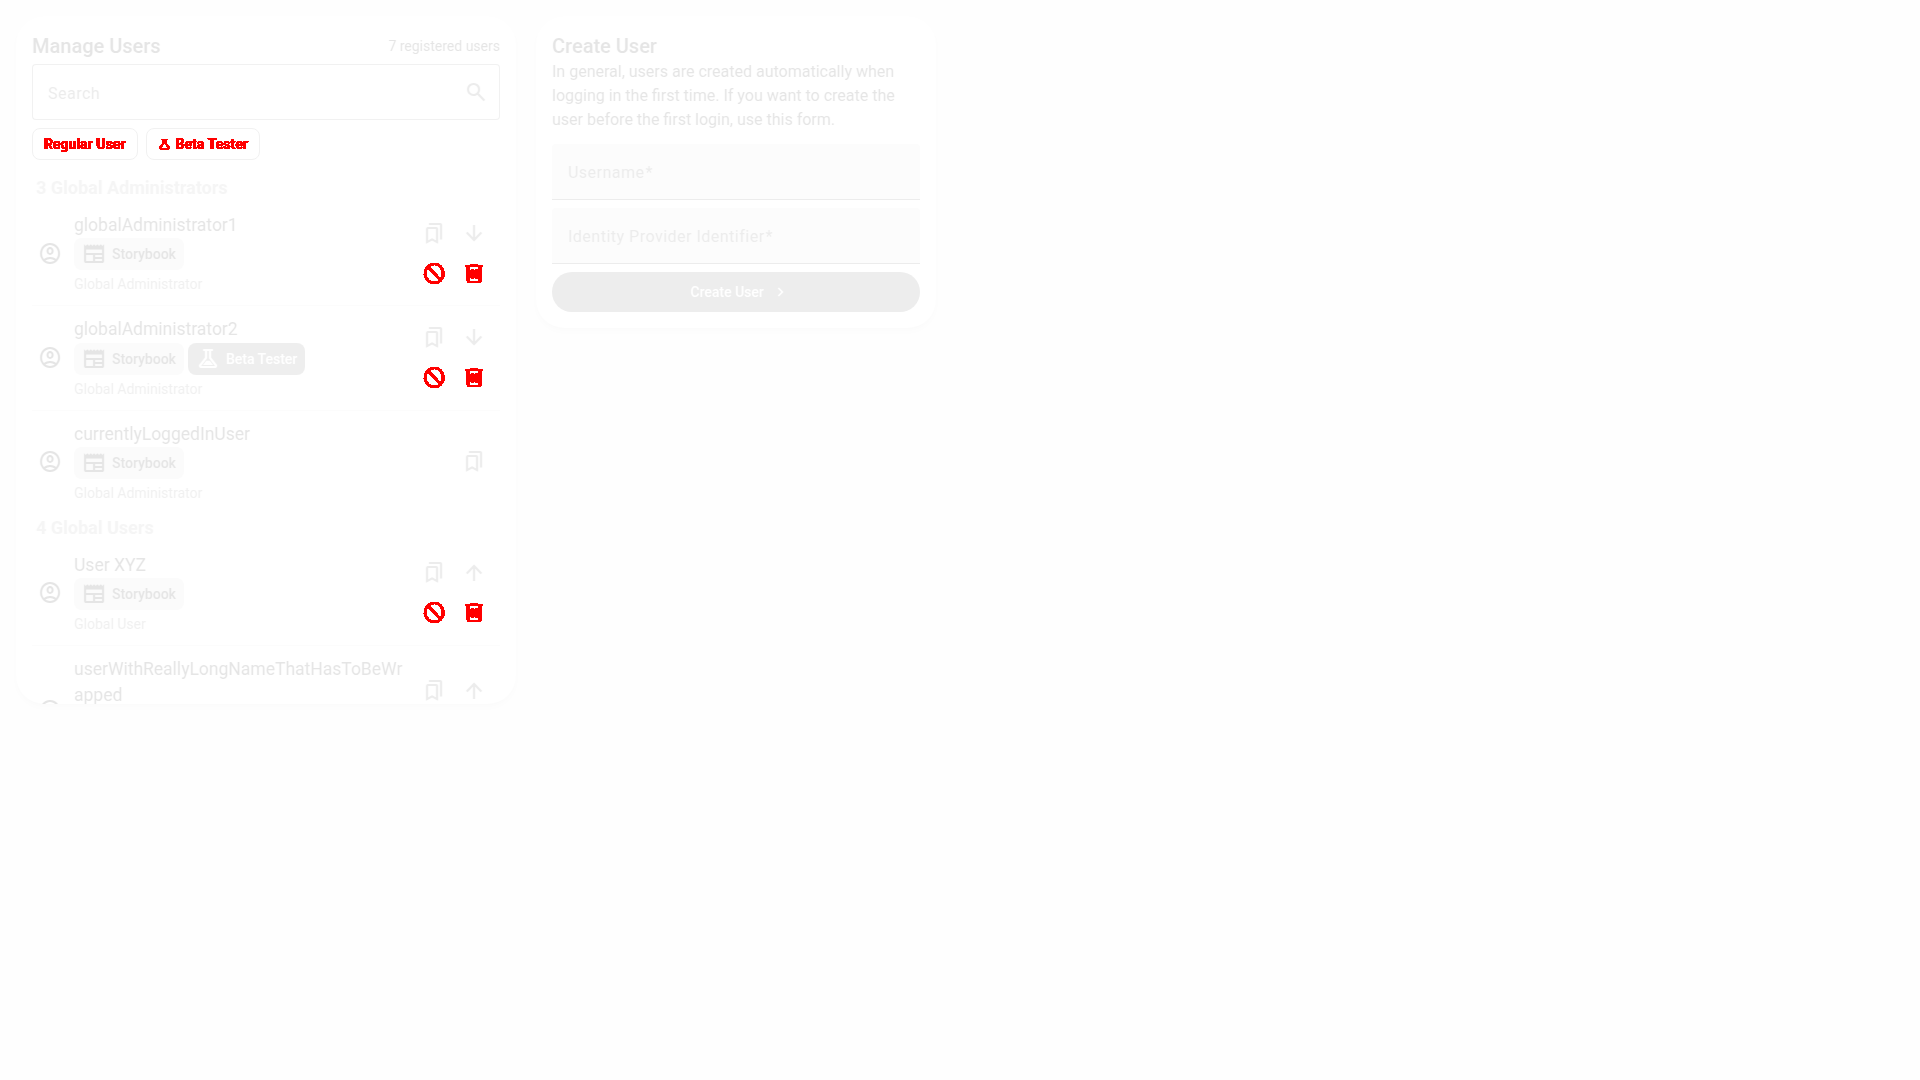 Manage Users
7 registered users
Search
Regular User
Beta Tester
3 Global Administrators
globalAdministrator1
Storybook
Global Administrator
globalAdministrator2
Storybook
Beta Tester
Global Administrator
currentlyLoggedInUser
Storybook
Global Administrator
4 Global Users
User XYZ
Storybook
Global User
userWithReallyLongNameThatHasToBeWr
apped
Create User
In general, users are created automatically when
logging in the first time. If you want to create the
user before the first login, use this form.
Username*
Identity Provider Identifier*
Create User